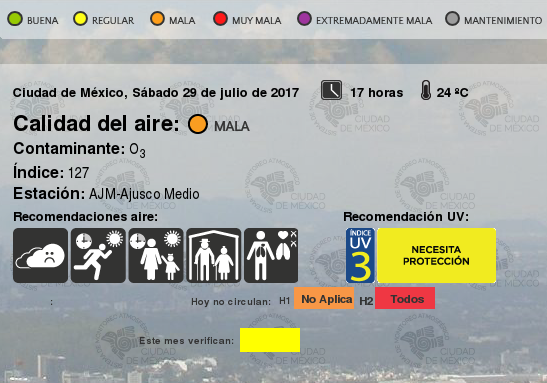 BUENA REGULAR MALA MUY MALA EXTREMADAMENTE MALA MANTENIMIENTO
Ciudad de México, Sábado 29 de julio de 2017 17 horas 24 ºC
Calidad del aire: MALA
Contaminante: O3
Índice: 127
Estación: AJM-Ajusco Medio
Recomendaciones aire: Recomendación UV:
ÍNDICE
UV
3
NECESITA
PROTECCIÓN
: Hoy no circulan: H1 No Aplica H2 Todos
Este mes verifican:
CIUDAD
DE MÉXICO